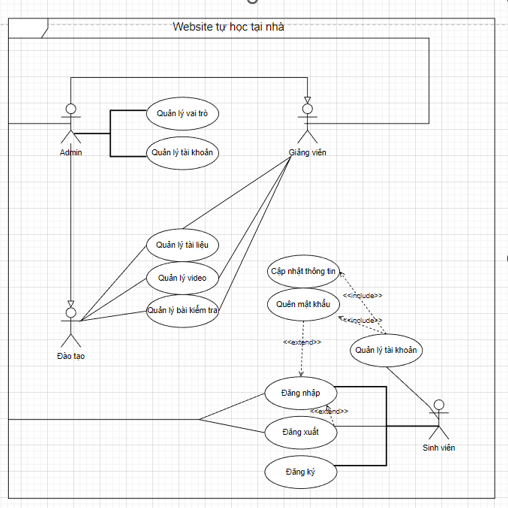 Website tự học tại nhà
Quản lý vai trò
Admin
Quản lý tài khoản
Giảng viên
Quản lý tài liệu
Quản lý video
Quản lý bài kiểm tra
Đào tạo
Cập nhật thông tin
<<include>>
Quên mật khẩu
<<include>>
<<extend>>
Quản lý tài khoản
Đăng nhập
<<extend>>
Đăng xuất
Sinh viên
Đăng ký